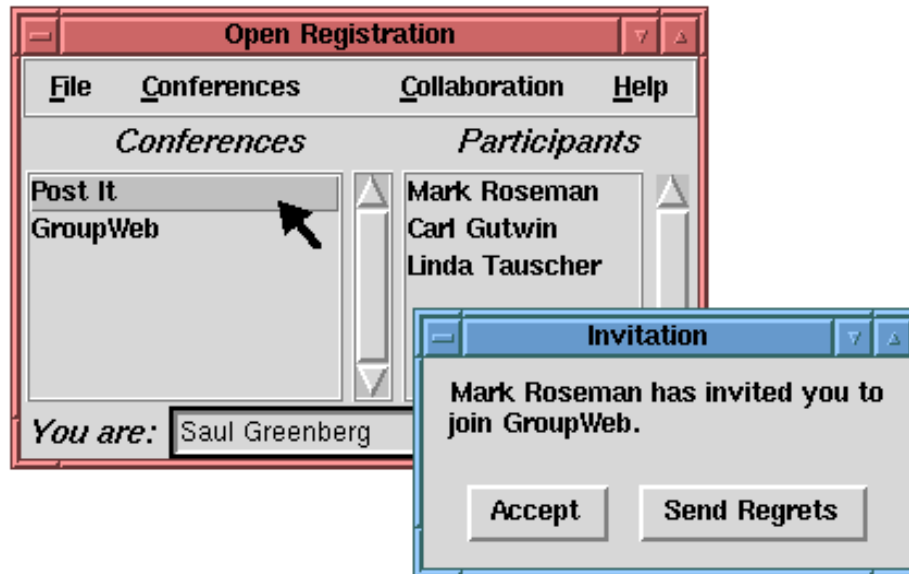 Open Registration
File Conferences Collaboration Help
Conferences Participants
Post It
GroupWeb
Mark Roseman
Carl Gutwin
Linda Tauscher
You are: Saul Greenberg
Invitation
Mark Roseman has invited you to
join GroupWeb.
Accept Send Regrets